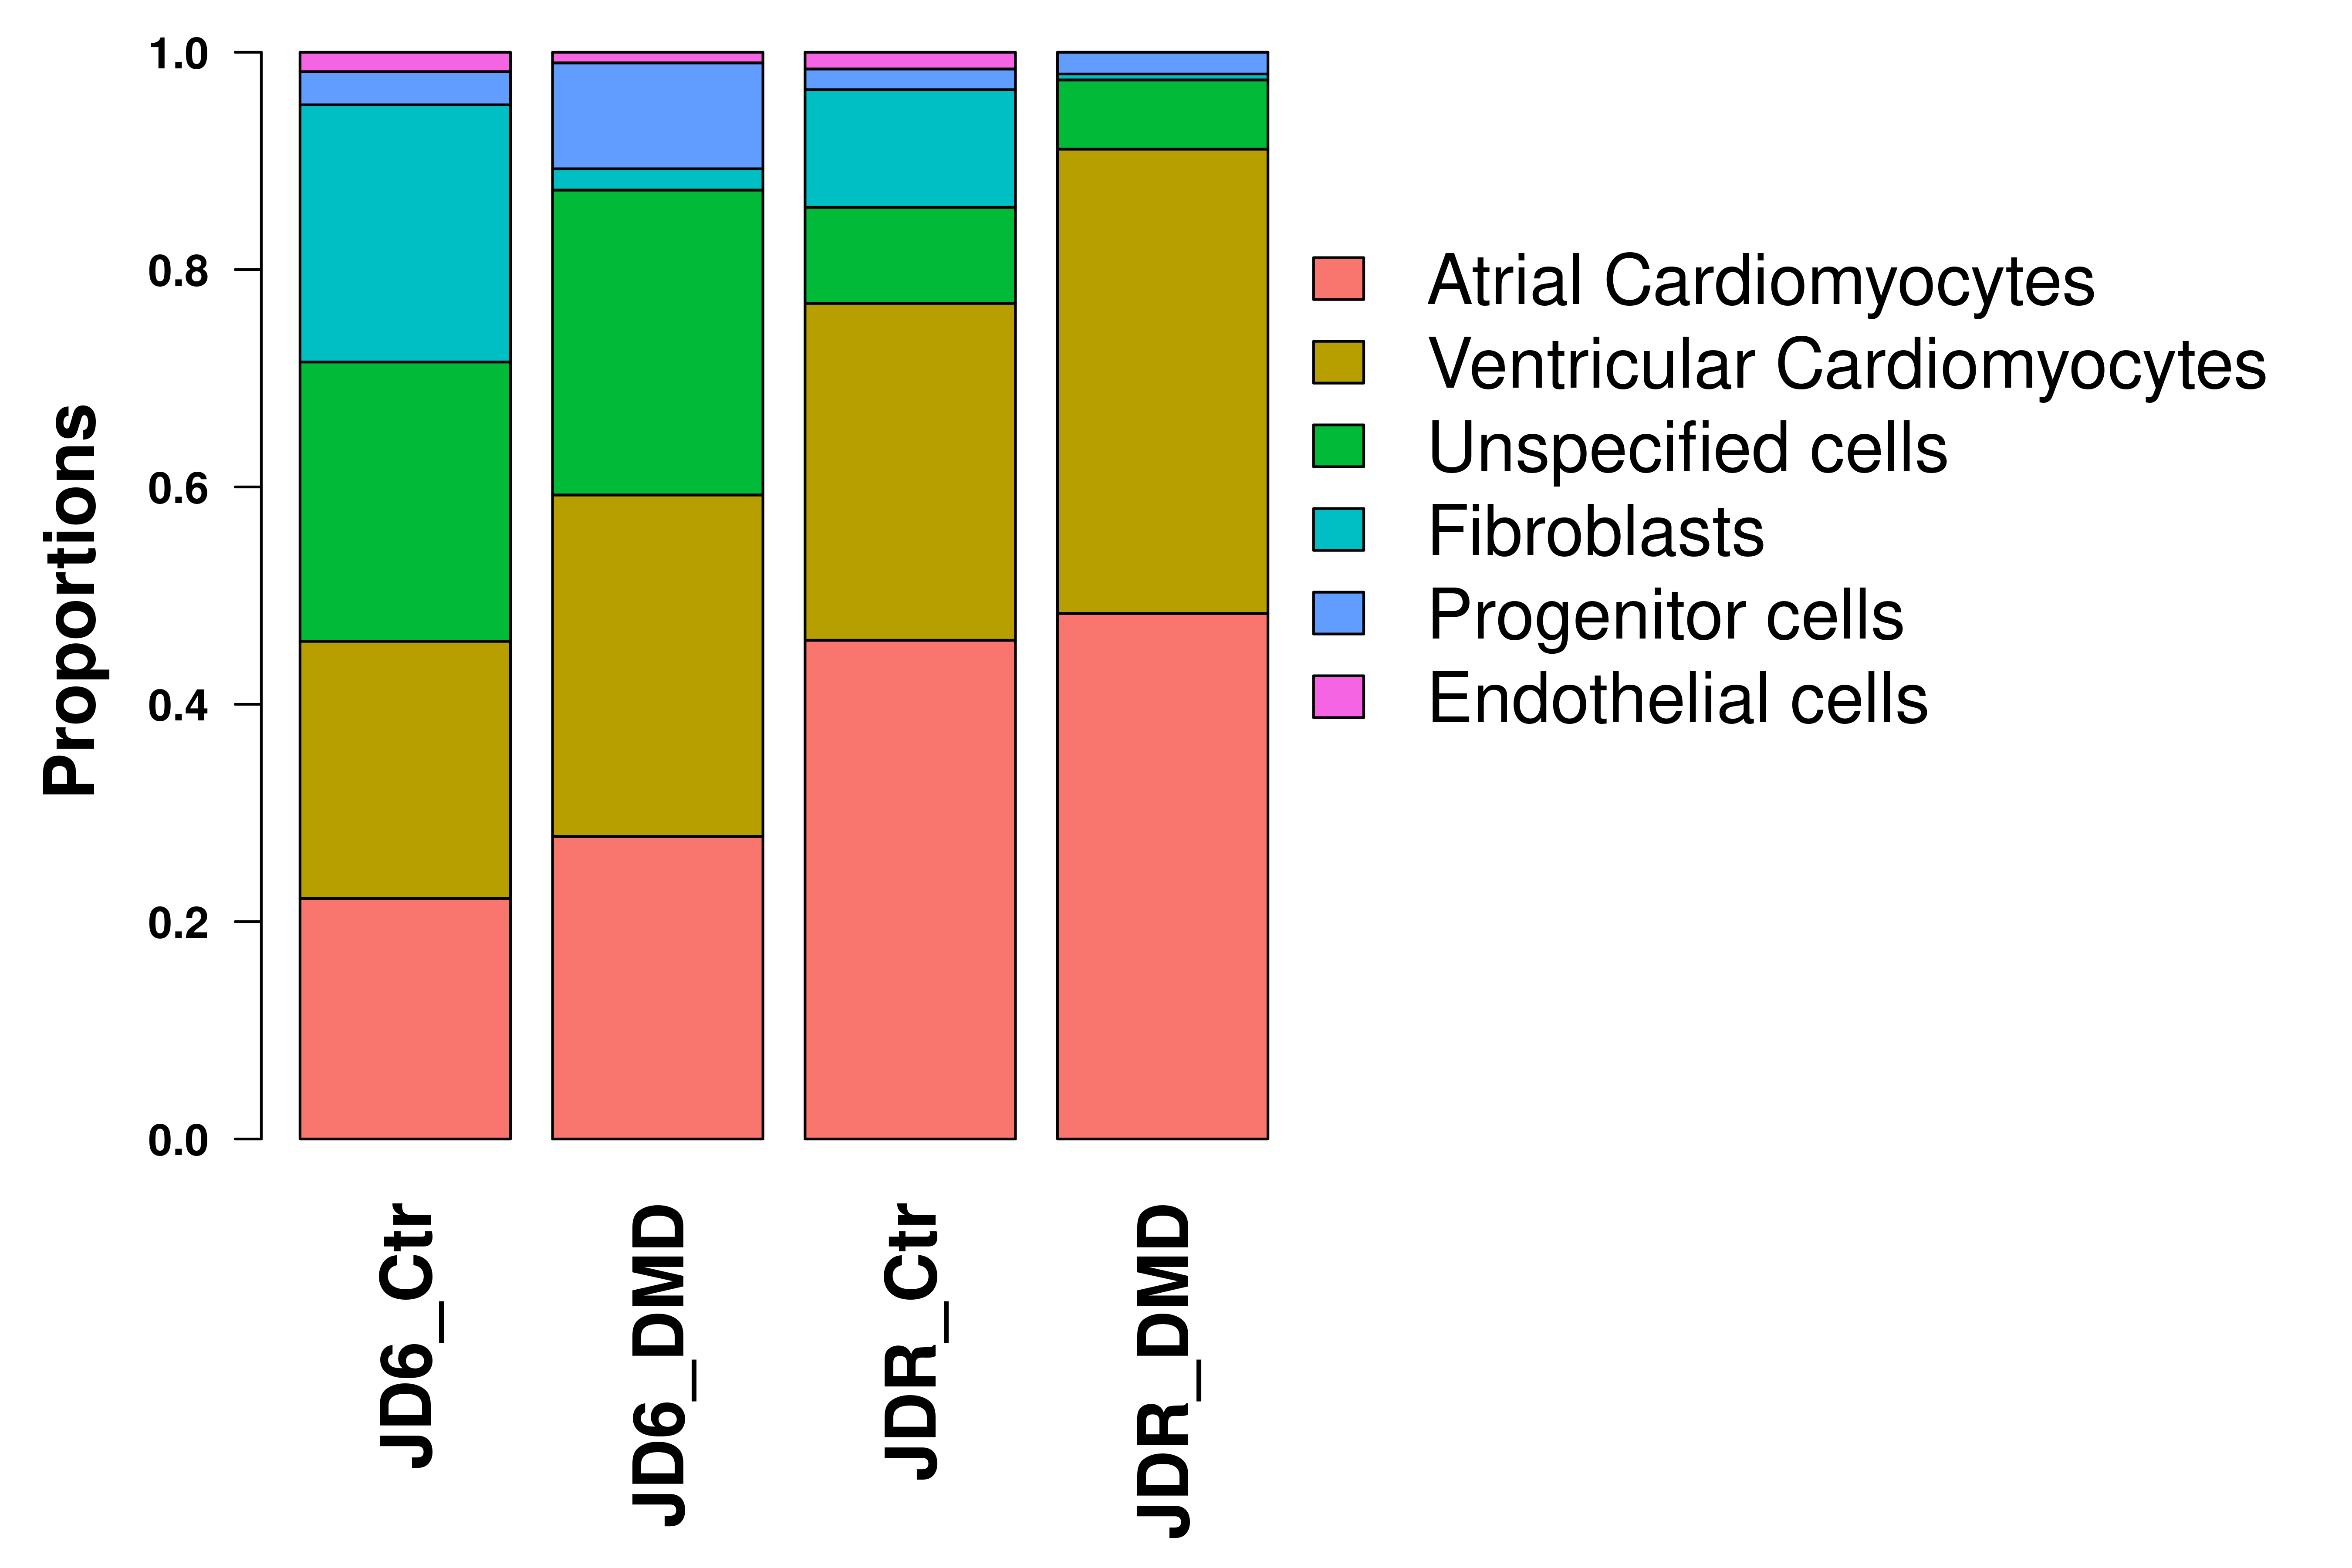 Proportions
1.0
0.8
0.6
0.4
0.2
0.0
JD6_Ctr
JD6_DMD
JDR_Ctr
JDR_DMD
Atrial Cardiomyocytes
Ventricular Cardiomyocytes
Unspecified cells
Fibroblasts
Progenitor cells
Endothelial cells